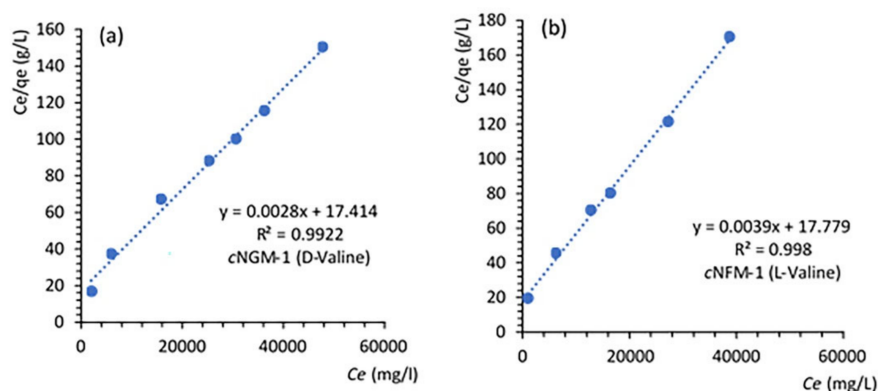 (a)
Ce/qe (g/L)
160
140
120
100
80
60
40
20
0
y = 0.0028x + 17.414
R² = 0.9922
cNGM-1 (D-Valine)
0 20000 40000 60000
Ce (mg/l)
(b)
Ce/qe (g/L)
180
160
140
120
100
80
60
40
20
0
y = 0.0039x + 17.779
R² = 0.998
cNFM-1 (L-Valine)
0 20000 40000 60000
Ce (mg/L)